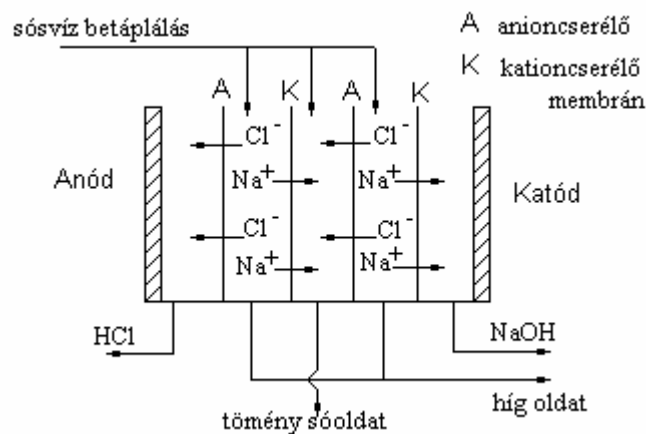 sósvíz betáplálás
A anioncserélő
K kationcserélő
membrán
A K A K
Cl⁻ Cl⁻
Anód
Na⁺ Na⁺
Katód
Cl⁻ Cl⁻
Na⁺ Na⁺
HCl
NaOH
híg oldat
tömény sóoldat